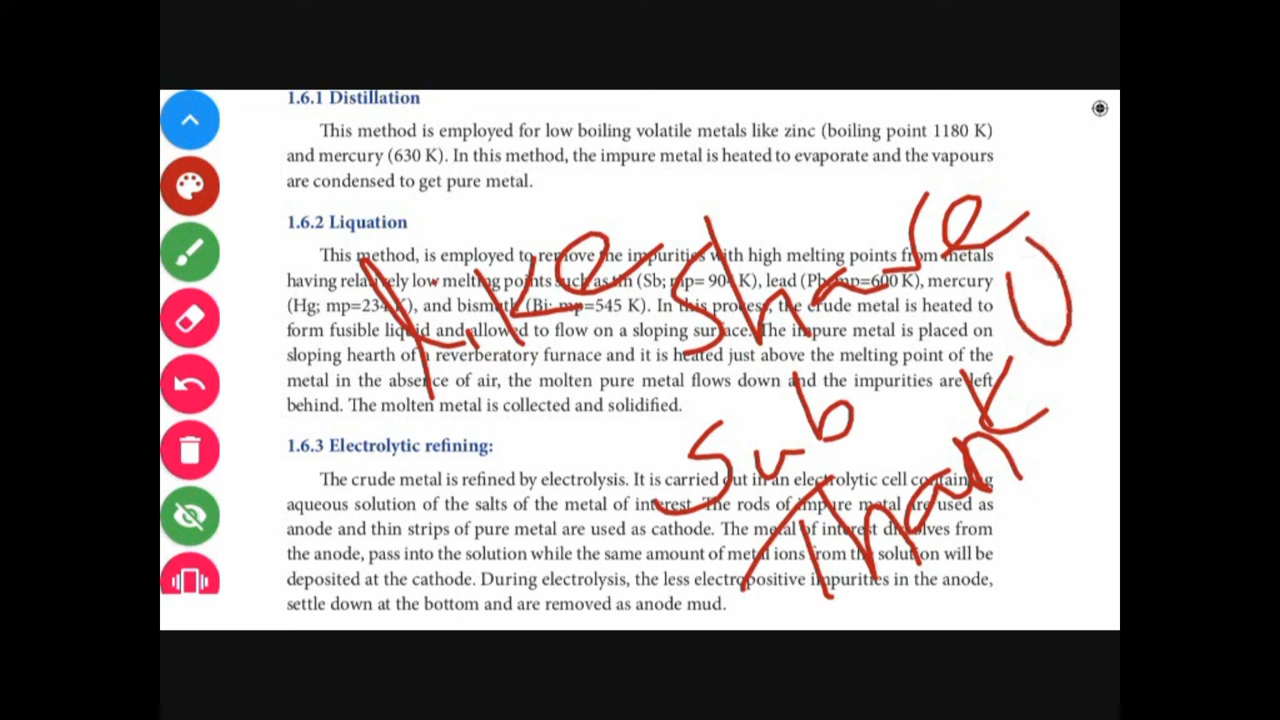 1.6.1 Distillation
This method is employed for low boiling volatile metals like zinc (boiling point 1180 K)
and mercury (630 K). In this method, the impure metal is heated to evaporate and the vapours
are condensed to get pure metal.
1.6.2 Liquation
This method, is employed to remove the impurities with high melting points from metals
having relatively low melting points such as tin (Sb; mp= 904 K), lead (Pb; mp=600 K), mercury
(Hg; mp=234 K), and bismuth (Bi; mp=545 K). In this process, the crude metal is heated to
form fusible liquid and allowed to flow on a sloping surface. The impure metal is placed on
sloping hearth of a reverberatory furnace and it is heated just above the melting point of the
metal in the absence of air, the molten pure metal flows down and the impurities are left
behind. The molten metal is collected and solidified.
1.6.3 Electrolytic refining:
The crude metal is refined by electrolysis. It is carried out in an electrolytic cell containing
aqueous solution of the salts of the metal of interest. The rods of impure metal are used as
anode and thin strips of pure metal are used as cathode. The metal of interest dissolves from
the anode, pass into the solution while the same amount of metal ions from the solution will be
deposited at the cathode. During electrolysis, the less electropositive impurities in the anode,
settle down at the bottom and are removed as anode mud.
Like Share
Sub
Thank U